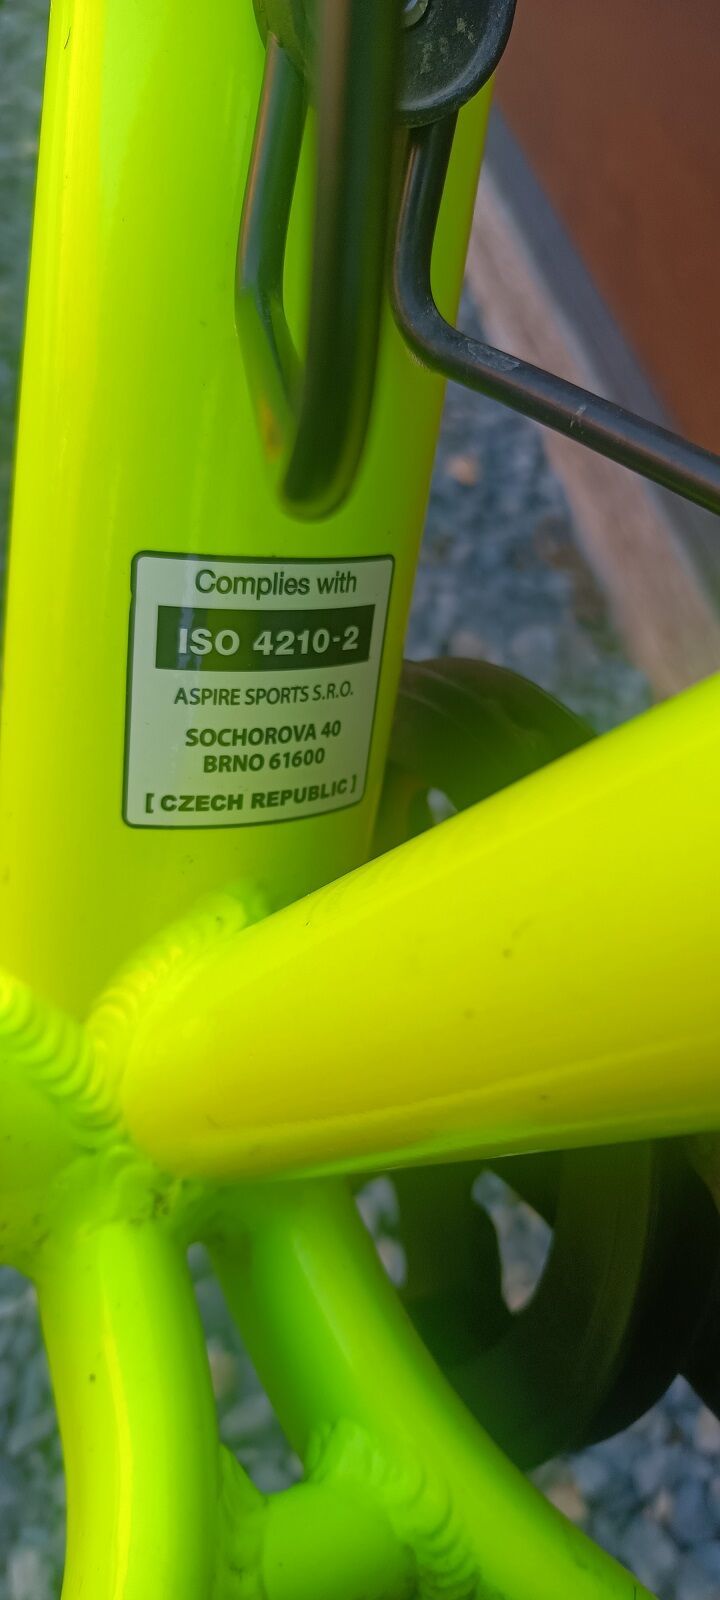 Complies with
ISO 4210-2
ASPIRE SPORTS S.R.O.
SOCHOROVA 40
BRNO 61600
[ CZECH REPUBLIC ]